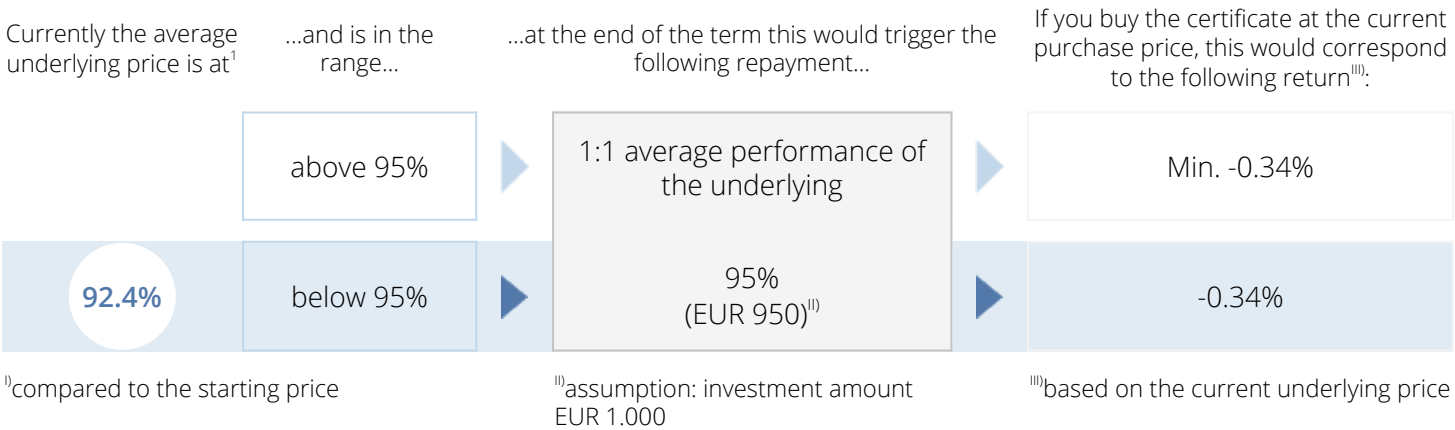 Currently the average
underlying price is at¹
...and is in the
range...
...at the end of the term this would trigger the
following repayment...
If you buy the certificate at the current
purchase price, this would correspond
to the following return III):
above 95%
1:1 average performance of
the underlying
Min. -0.34%
92.4%
below 95%
95%
(EUR 950) II)
-0.34%
I)compared to the starting price
II)assumption: investment amount
EUR 1.000
III)based on the current underlying price